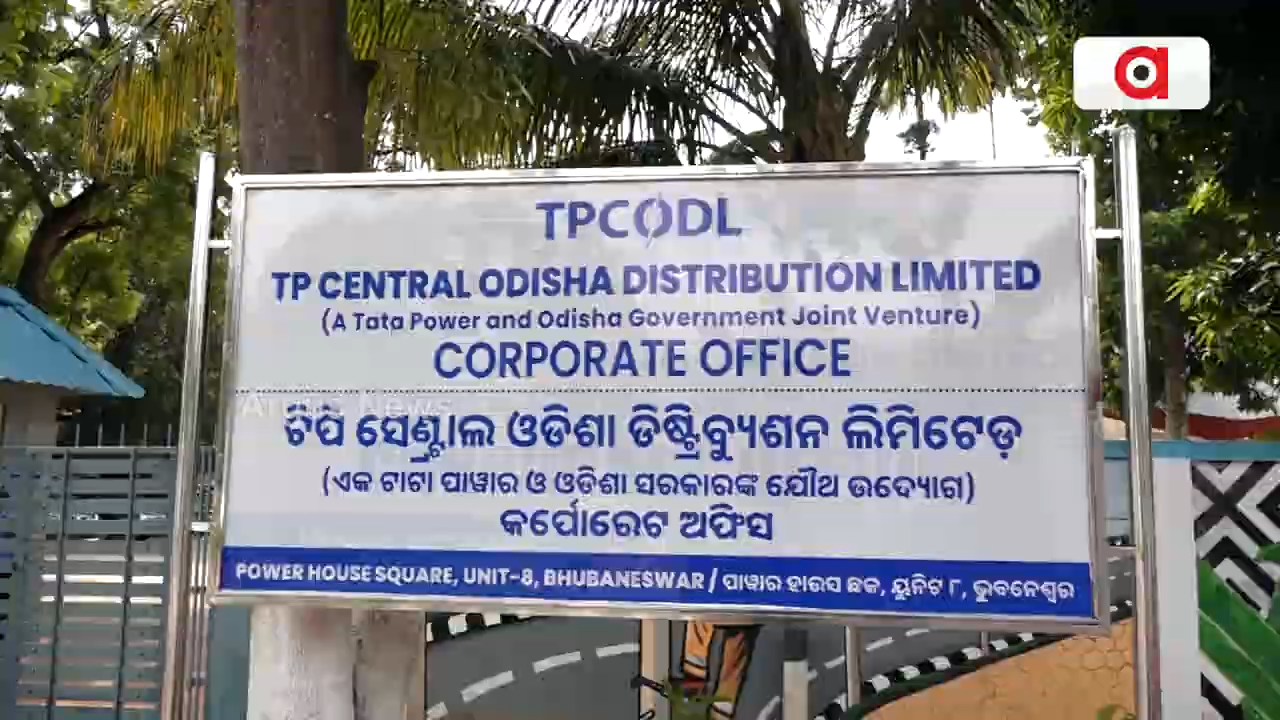 TPCODL
TP CENTRAL ODISHA DISTRIBUTION LIMITED
(A Tata Power and Odisha Government Joint Venture)
CORPORATE OFFICE
ଟିପି ସେଣ୍ଟ୍ରାଲ ଓଡିଶା ଡିଷ୍ଟ୍ରିବ୍ୟୁଶନ ଲିମିଟେଡ଼
(ଏକ ଟାଟା ପାୱାର ଓ ଓଡିଶା ସରକାରଙ୍କ ଯୌଥ ଉଦ୍ୟୋଗ)
କର୍ପୋରେଟ ଅଫିସ
POWER HOUSE SQUARE, UNIT-8, BHUBANESWAR / ପାୱାର ହାଉସ ଛକ, ୟୁନିଟ ୮, ଭୁବନେଶ୍ୱର